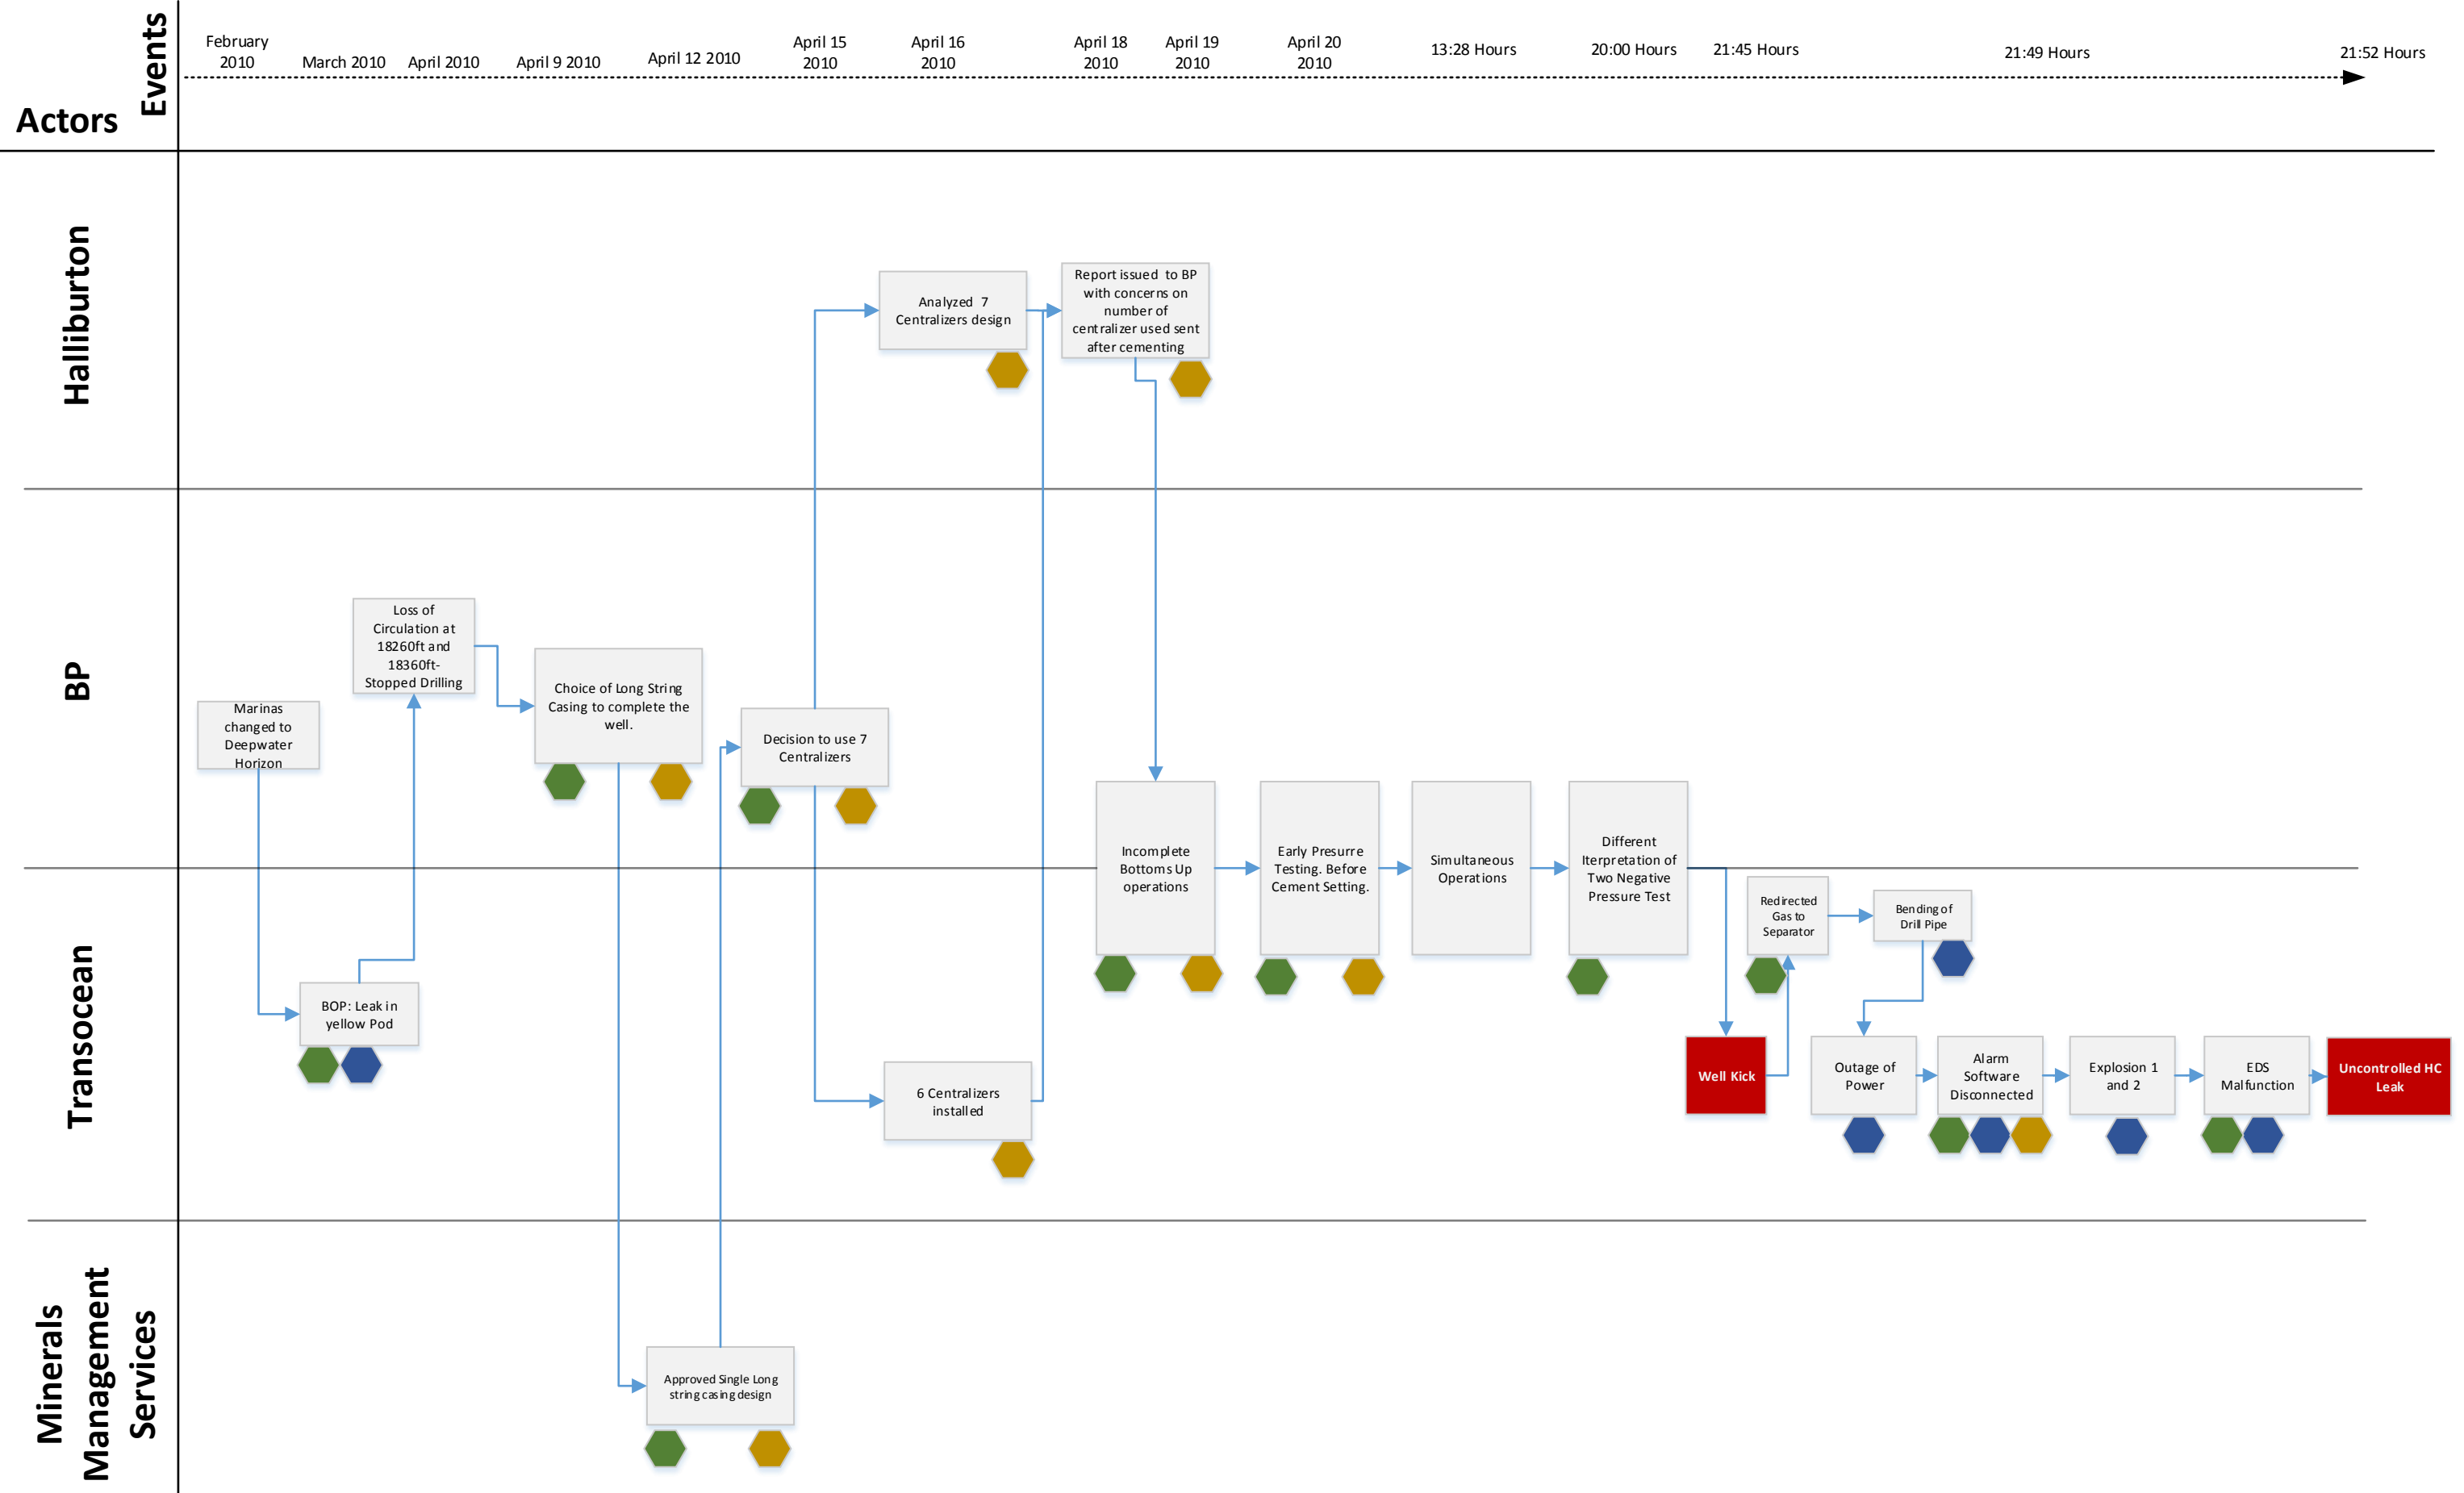 Events
Actors
February
2010
March 2010
April 2010
April 9 2010
April 12 2010
April 15
2010
April 16
2010
April 18
2010
April 19
2010
April 20
2010
13:28 Hours
20:00 Hours
21:45 Hours
21:49 Hours
21:52 Hours
Halliburton
Analyzed 7
Centralizers design
Report issued to BP
with concerns on
number of
centralizer used sent
after cementing
BP
Marinas
changed to
Deepwater
Horizon
Loss of
Circulation at
18260ft and
18360ft-
Stopped Drilling
Choice of Long String
Casing to complete the
well.
Decision to use 7
Centralizers
Incomplete
Bottoms Up
operations
Early Presurre
Testing. Before
Cement Setting.
Simultaneous
Operations
Different
Iterpretation of
Two Negative
Pressure Test
Transocean
BOP: Leak in
yellow Pod
6 Centralizers
installed
Well Kick
Redirected
Gas to
Separator
Bending of
Drill Pipe
Outage of
Power
Alarm
Software
Disconnected
Explosion 1
and 2
EDS
Malfunction
Uncontrolled HC
Leak
Minerals
Management
Services
Approved Single Long
string casing design